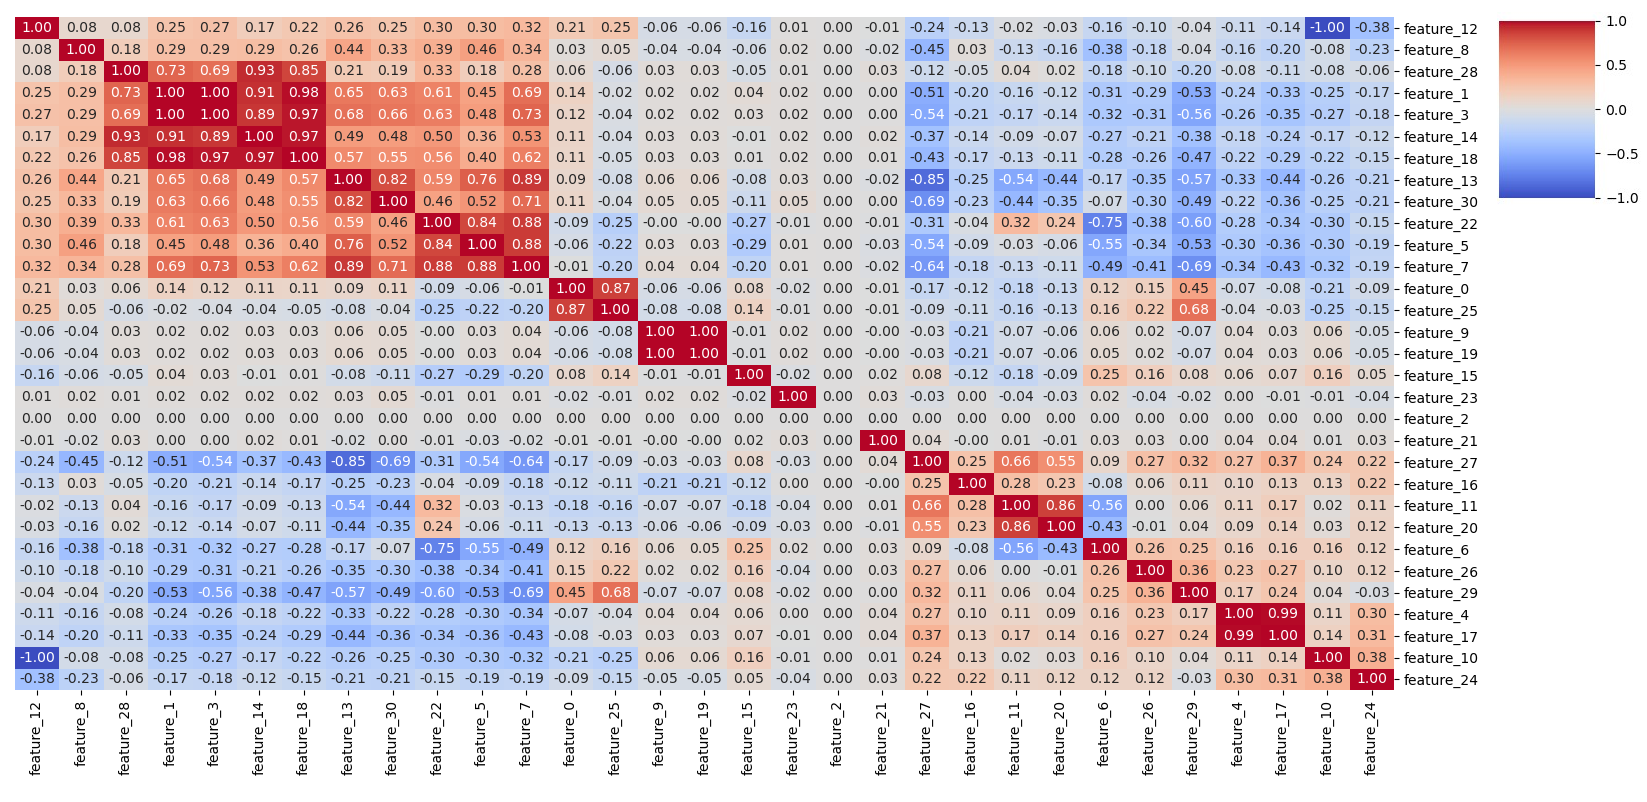 1.00 0.08 0.08 0.25 0.27 0.17 0.22 0.26 0.25 0.30 0.30 0.32 0.21 0.25 -0.06 -0.06 -0.16 0.01 0.00 -0.01 -0.24 -0.13 -0.02 -0.03 -0.16 -0.10 -0.04 -0.11 -0.14 -1.00 -0.38 feature_12
0.08 1.00 0.18 0.29 0.29 0.29 0.26 0.44 0.33 0.39 0.46 0.34 0.03 0.05 -0.04 -0.04 -0.06 0.02 0.00 -0.02 -0.45 0.03 -0.13 -0.16 -0.38 -0.18 -0.04 -0.16 -0.20 -0.08 -0.23 feature_8
0.08 0.18 1.00 0.73 0.69 0.93 0.85 0.21 0.19 0.33 0.18 0.28 0.06 -0.06 0.03 0.03 -0.05 0.01 0.00 0.03 -0.12 -0.05 0.04 0.02 -0.18 -0.10 -0.20 -0.08 -0.11 -0.08 -0.06 feature_28
0.25 0.29 0.73 1.00 1.00 0.91 0.98 0.65 0.63 0.61 0.45 0.69 0.14 -0.02 0.02 0.02 0.04 0.02 0.00 0.00 -0.51 -0.20 -0.16 -0.12 -0.31 -0.29 -0.53 -0.24 -0.33 -0.25 -0.17 feature_1
0.27 0.29 0.69 1.00 1.00 0.89 0.97 0.68 0.66 0.63 0.48 0.73 0.12 -0.04 0.02 0.02 0.03 0.02 0.00 0.00 -0.54 -0.21 -0.17 -0.14 -0.32 -0.31 -0.56 -0.26 -0.35 -0.27 -0.18 feature_3
0.17 0.29 0.93 0.91 0.89 1.00 0.97 0.49 0.48 0.50 0.36 0.53 0.11 -0.04 0.03 0.03 -0.01 0.02 0.00 0.02 -0.37 -0.14 -0.09 -0.07 -0.27 -0.21 -0.38 -0.18 -0.24 -0.17 -0.12 feature_14
0.22 0.26 0.85 0.98 0.97 0.97 1.00 0.57 0.55 0.56 0.40 0.62 0.11 -0.05 0.03 0.03 0.01 0.02 0.00 0.01 -0.43 -0.17 -0.13 -0.11 -0.28 -0.26 -0.47 -0.22 -0.29 -0.22 -0.15 feature_18
0.26 0.44 0.21 0.65 0.68 0.49 0.57 1.00 0.82 0.59 0.76 0.89 0.09 -0.08 0.06 0.06 -0.08 0.03 0.00 -0.02 -0.85 -0.25 -0.54 -0.44 -0.17 -0.35 -0.57 -0.33 -0.44 -0.26 -0.21 feature_13
0.25 0.33 0.19 0.63 0.66 0.48 0.55 0.82 1.00 0.46 0.52 0.71 0.11 -0.04 0.05 0.05 -0.11 0.05 0.00 0.00 -0.69 -0.23 -0.44 -0.35 -0.07 -0.30 -0.49 -0.22 -0.36 -0.25 -0.21 feature_30
0.30 0.39 0.33 0.61 0.63 0.50 0.56 0.59 0.46 1.00 0.84 0.88 -0.09 -0.25 -0.00 -0.00 -0.27 -0.01 0.00 -0.01 -0.31 -0.04 0.32 0.24 -0.75 -0.38 -0.60 -0.28 -0.34 -0.30 -0.15 feature_22
0.30 0.46 0.18 0.45 0.48 0.36 0.40 0.76 0.52 0.84 1.00 0.88 -0.06 -0.22 0.03 0.03 -0.29 0.01 0.00 -0.03 -0.54 -0.09 -0.03 -0.06 -0.55 -0.34 -0.53 -0.30 -0.36 -0.30 -0.19 feature_5
0.32 0.34 0.28 0.69 0.73 0.53 0.62 0.89 0.71 0.88 0.88 1.00 -0.01 -0.20 0.04 0.04 -0.20 0.01 0.00 -0.02 -0.64 -0.18 -0.13 -0.11 -0.49 -0.41 -0.69 -0.34 -0.43 -0.32 -0.19 feature_7
0.21 0.03 0.06 0.14 0.12 0.11 0.11 0.09 0.11 -0.09 -0.06 -0.01 1.00 0.87 -0.06 -0.06 0.08 -0.02 0.00 -0.01 -0.17 -0.12 -0.18 -0.13 0.12 0.15 0.45 -0.07 -0.08 -0.21 -0.09 feature_0
0.25 0.05 -0.06 -0.02 -0.04 -0.04 -0.05 -0.08 -0.04 -0.25 -0.22 -0.20 0.87 1.00 -0.08 -0.08 0.14 -0.01 0.00 -0.01 -0.09 -0.11 -0.16 -0.13 0.16 0.22 0.68 -0.04 -0.03 -0.25 -0.15 feature_25
-0.06 -0.04 0.03 0.02 0.02 0.03 0.03 0.06 0.05 -0.00 0.03 0.04 -0.06 -0.08 1.00 1.00 -0.01 0.02 0.00 -0.00 -0.03 -0.21 -0.07 -0.06 0.06 0.02 -0.07 0.04 0.03 0.06 -0.05 feature_9
-0.06 -0.04 0.03 0.02 0.02 0.03 0.03 0.06 0.05 -0.00 0.03 0.04 -0.06 -0.08 1.00 1.00 -0.01 0.02 0.00 -0.00 -0.03 -0.21 -0.07 -0.06 0.05 0.02 -0.07 0.04 0.03 0.06 -0.05 feature_19
-0.16 -0.06 -0.05 0.04 0.03 -0.01 0.01 -0.08 -0.11 -0.27 -0.29 -0.20 0.08 0.14 -0.01 -0.01 1.00 -0.02 0.00 0.02 0.08 -0.12 -0.18 -0.09 0.25 0.16 0.08 0.06 0.07 0.16 0.05 feature_15
0.01 0.02 0.01 0.02 0.02 0.02 0.02 0.03 0.05 -0.01 0.01 0.01 -0.02 -0.01 0.02 0.02 -0.02 1.00 0.00 0.03 -0.03 0.00 -0.04 -0.03 0.02 -0.04 -0.02 0.00 -0.01 -0.01 -0.04 feature_23
0.00 0.00 0.00 0.00 0.00 0.00 0.00 0.00 0.00 0.00 0.00 0.00 0.00 0.00 0.00 0.00 0.00 0.00 0.00 0.00 0.00 0.00 0.00 0.00 0.00 0.00 0.00 0.00 0.00 0.00 0.00 feature_2
-0.01 -0.02 0.03 0.00 0.00 0.02 0.01 -0.02 0.00 -0.01 -0.03 -0.02 -0.01 -0.01 -0.00 -0.00 0.02 0.03 0.00 1.00 0.04 -0.00 0.01 -0.01 0.03 0.03 0.00 0.04 0.04 0.01 0.03 feature_21
-0.24 -0.45 -0.12 -0.51 -0.54 -0.37 -0.43 -0.85 -0.69 -0.31 -0.54 -0.64 -0.17 -0.09 -0.03 -0.03 0.08 -0.03 0.00 0.04 1.00 0.25 0.66 0.55 0.09 0.27 0.32 0.27 0.37 0.24 0.22 feature_27
-0.13 0.03 -0.05 -0.20 -0.21 -0.14 -0.17 -0.25 -0.23 -0.04 -0.09 -0.18 -0.12 -0.11 -0.21 -0.21 -0.12 0.00 0.00 -0.00 0.25 1.00 0.28 0.23 -0.08 0.06 0.11 0.10 0.13 0.13 0.22 feature_16
-0.02 -0.13 0.04 -0.16 -0.17 -0.09 -0.13 -0.54 -0.44 0.32 -0.03 -0.13 -0.18 -0.16 -0.07 -0.07 -0.18 -0.04 0.00 0.01 0.66 0.28 1.00 0.86 -0.56 0.00 0.06 0.11 0.17 0.02 0.11 feature_11
-0.03 -0.16 0.02 -0.12 -0.14 -0.07 -0.11 -0.44 -0.35 0.24 -0.06 -0.11 -0.13 -0.13 -0.06 -0.06 -0.09 -0.03 0.00 -0.01 0.55 0.23 0.86 1.00 -0.43 -0.01 0.04 0.09 0.14 0.03 0.12 feature_20
-0.16 -0.38 -0.18 -0.31 -0.32 -0.27 -0.28 -0.17 -0.07 -0.75 -0.55 -0.49 0.12 0.16 0.06 0.05 0.25 0.02 0.00 0.03 0.09 -0.08 -0.56 -0.43 1.00 0.26 0.25 0.16 0.16 0.16 0.12 feature_6
-0.10 -0.18 -0.10 -0.29 -0.31 -0.21 -0.26 -0.35 -0.30 -0.38 -0.34 -0.41 0.15 0.22 0.02 0.02 0.16 -0.04 0.00 0.03 0.27 0.06 0.00 -0.01 0.26 1.00 0.36 0.23 0.27 0.10 0.12 feature_26
-0.04 -0.04 -0.20 -0.53 -0.56 -0.38 -0.47 -0.57 -0.49 -0.60 -0.53 -0.69 0.45 0.68 -0.07 -0.07 0.08 -0.02 0.00 0.00 0.32 0.11 0.06 0.04 0.25 0.36 1.00 0.17 0.24 0.04 -0.03 feature_29
-0.11 -0.16 -0.08 -0.24 -0.26 -0.18 -0.22 -0.33 -0.22 -0.28 -0.30 -0.34 -0.07 -0.04 0.04 0.04 0.06 0.00 0.00 0.04 0.27 0.10 0.11 0.09 0.16 0.23 0.17 1.00 0.99 0.11 0.30 feature_4
-0.14 -0.20 -0.11 -0.33 -0.35 -0.24 -0.29 -0.44 -0.36 -0.34 -0.36 -0.43 -0.08 -0.03 0.03 0.03 0.07 -0.01 0.00 0.04 0.37 0.13 0.17 0.14 0.16 0.27 0.24 0.99 1.00 0.14 0.31 feature_17
-1.00 -0.08 -0.08 -0.25 -0.27 -0.17 -0.22 -0.26 -0.25 -0.30 -0.30 -0.32 -0.21 -0.25 0.06 0.06 0.16 -0.01 0.00 0.01 0.24 0.13 0.02 0.03 0.16 0.10 0.04 0.11 0.14 1.00 0.38 feature_10
-0.38 -0.23 -0.06 -0.17 -0.18 -0.12 -0.15 -0.21 -0.21 -0.15 -0.19 -0.19 -0.09 -0.15 -0.05 -0.05 0.05 -0.04 0.00 0.03 0.22 0.22 0.11 0.12 0.12 0.12 -0.03 0.30 0.31 0.38 1.00 feature_24
feature_12 feature_8 feature_28 feature_1 feature_3 feature_14 feature_18 feature_13 feature_30 feature_22 feature_5 feature_7 feature_0 feature_25 feature_9 feature_19 feature_15 feature_23 feature_2 feature_21 feature_27 feature_16 feature_11 feature_20 feature_6 feature_26 feature_29 feature_4 feature_17 feature_10 feature_24
1.0
0.5
0.0
−0.5
−1.0